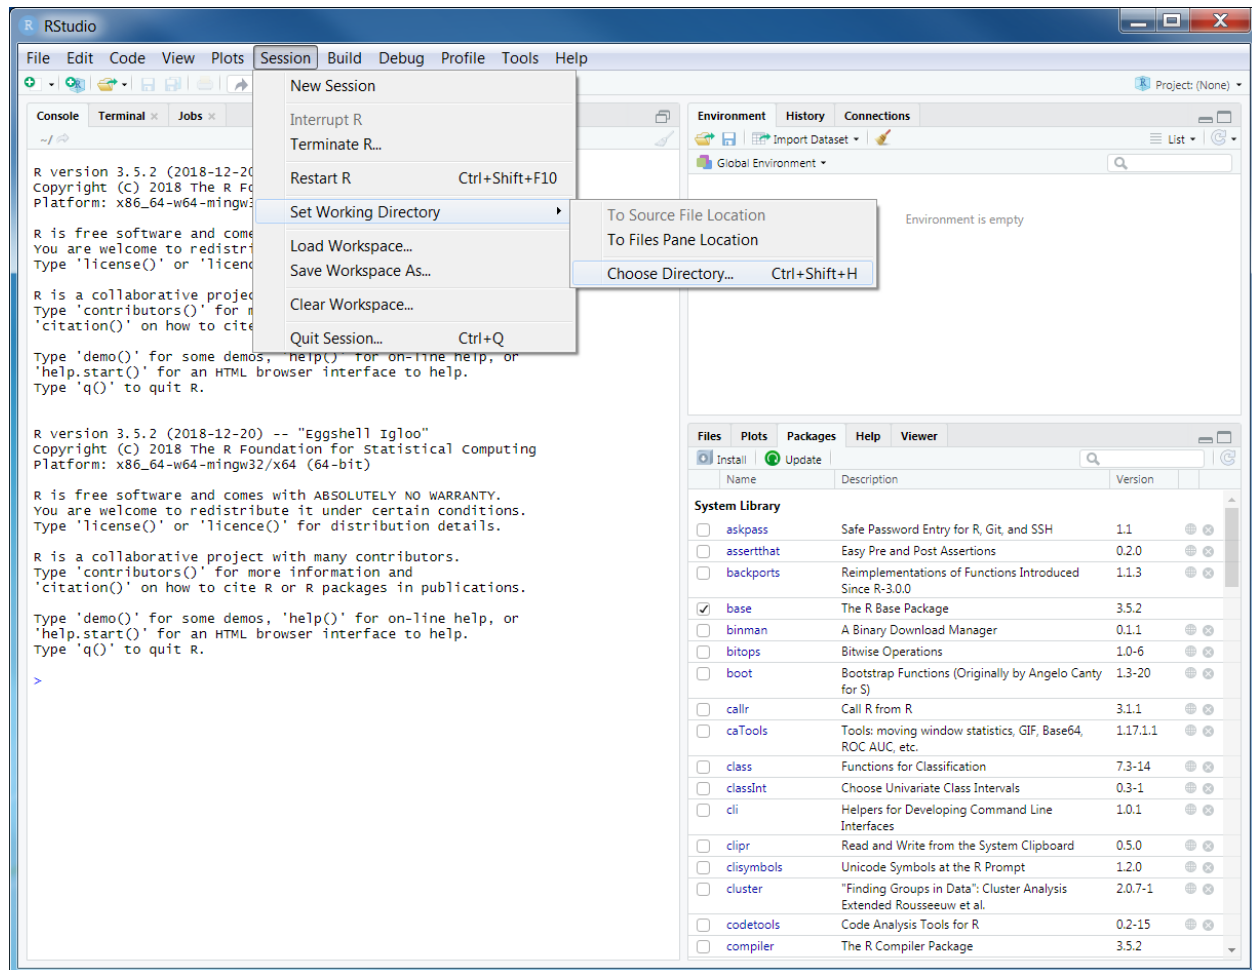 RStudio
File Edit Code View Plots Session Build Debug Profile Tools Help
Project: (None)
New Session
Interrupt R
Terminate R...
Restart R Ctrl+Shift+F10
Set Working Directory
Load Workspace...
Save Workspace As...
Clear Workspace...
Quit Session... Ctrl+Q
To Source File Location
To Files Pane Location
Choose Directory... Ctrl+Shift+H
Console Terminal Jobs
~/
R version 3.5.2 (2018-12-20
Copyright (C) 2018 The R Fo
Platform: x86_64-w64-mingw3
R is free software and come
You are welcome to redistri
Type 'license()' or 'licenc
R is a collaborative projec
Type 'contributors()' for m
'citation()' on how to cite
Type 'demo()' for some demos, 'help()' for on-line help, or
'help.start()' for an HTML browser interface to help.
Type 'q()' to quit R.
R version 3.5.2 (2018-12-20) -- "Eggshell Igloo"
Copyright (C) 2018 The R Foundation for Statistical Computing
Platform: x86_64-w64-mingw32/x64 (64-bit)
R is free software and comes with ABSOLUTELY NO WARRANTY.
You are welcome to redistribute it under certain conditions.
Type 'license()' or 'licence()' for distribution details.
R is a collaborative project with many contributors.
Type 'contributors()' for more information and
'citation()' on how to cite R or R packages in publications.
Type 'demo()' for some demos, 'help()' for on-line help, or
'help.start()' for an HTML browser interface to help.
Type 'q()' to quit R.
>
Environment History Connections
Import Dataset List
Global Environment
Environment is empty
Files Plots Packages Help Viewer
Install Update
Name Description Version
System Library
askpass Safe Password Entry for R, Git, and SSH 1.1
assertthat Easy Pre and Post Assertions 0.2.0
backports Reimplementations of Functions Introduced 1.1.3
Since R-3.0.0
base The R Base Package 3.5.2
binman A Binary Download Manager 0.1.1
bitops Bitwise Operations 1.0-6
boot Bootstrap Functions (Originally by Angelo Canty 1.3-20
for S)
callr Call R from R 3.1.1
caTools Tools: moving window statistics, GIF, Base64, 1.17.1.1
ROC AUC, etc.
class Functions for Classification 7.3-14
classInt Choose Univariate Class Intervals 0.3-1
cli Helpers for Developing Command Line 1.0.1
Interfaces
clipr Read and Write from the System Clipboard 0.5.0
clisymbols Unicode Symbols at the R Prompt 1.2.0
cluster "Finding Groups in Data": Cluster Analysis 2.0.7-1
Extended Rousseeuw et al.
codetools Code Analysis Tools for R 0.2-15
compiler The R Compiler Package 3.5.2